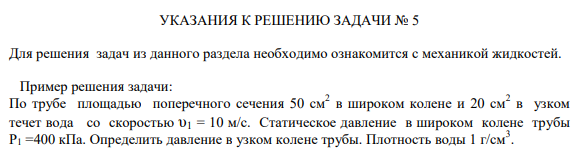 УКАЗАНИЯ К РЕШЕНИЮ ЗАДАЧИ № 5
Для решения задач из данного раздела необходимо ознакомится с механикой жидкостей.
Пример решения задачи:
По трубе площадью поперечного сечения 50 см² в широком колене и 20 см² в узком
течет вода со скоростью υ₁ = 10 м/с. Статическое давление в широком колене трубы
Р₁ =400 кПа. Определить давление в узком колене трубы. Плотность воды 1 г/см³.